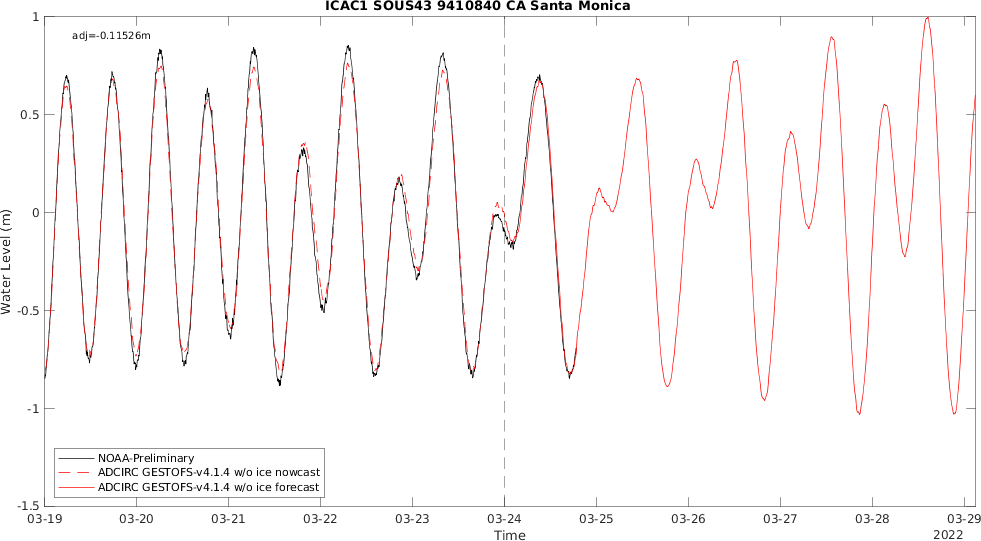 ICAC1 SOUS43 9410840 CA Santa Monica
adj=-0.11526m
1
0.5
0
-0.5
-1
-1.5
Water Level (m)
NOAA-Preliminary
ADCIRC GESTOFS-v4.1.4 w/o ice nowcast
ADCIRC GESTOFS-v4.1.4 w/o ice forecast
03-19 03-20 03-21 03-22 03-23 03-24 03-25 03-26 03-27 03-28 03-29
Time
2022